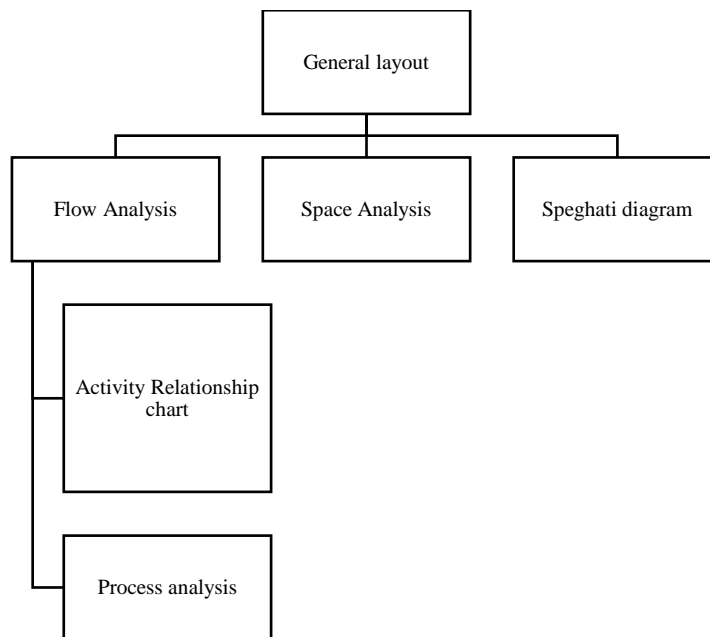 General layout
Flow Analysis
Space Analysis
Speghati diagram
Activity Relationship
chart
Process analysis